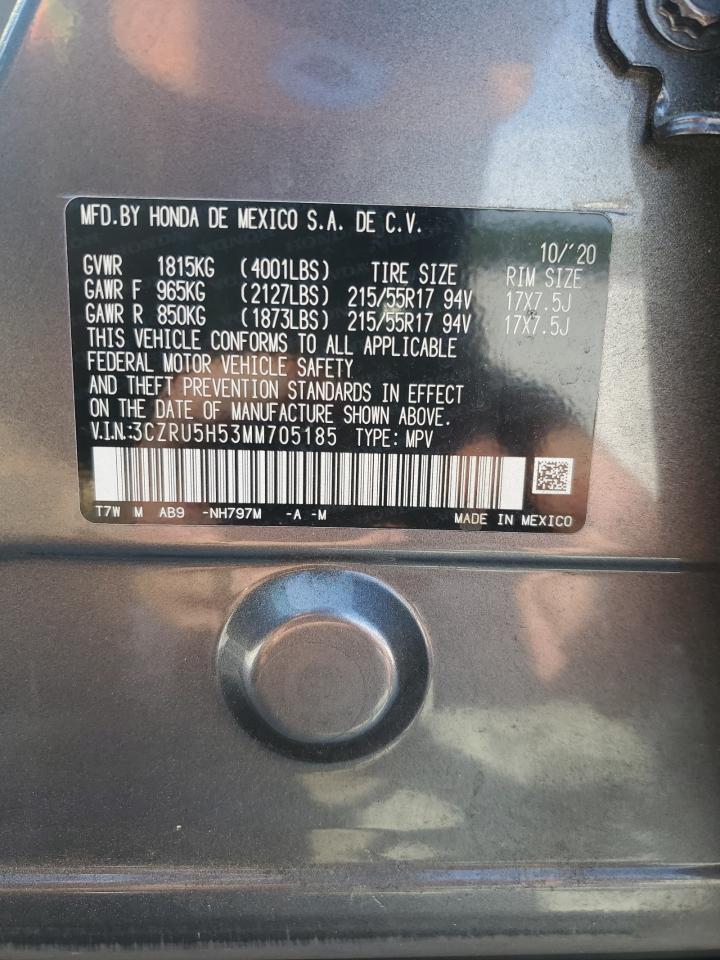 MFD.BY HONDA DE MEXICO S.A. DE C.V.
10/'20
GVWR 1815KG (4001LBS) TIRE SIZE RIM SIZE
GAWR F 965KG (2127LBS) 215/55R17 94V 17X7.5J
GAWR R 850KG (1873LBS) 215/55R17 94V 17X7.5J
THIS VEHICLE CONFORMS TO ALL APPLICABLE
FEDERAL MOTOR VEHICLE SAFETY
AND THEFT PREVENTION STANDARDS IN EFFECT
ON THE DATE OF MANUFACTURE SHOWN ABOVE.
V.I.N.:3CZRU5H53MM705185 TYPE: MPV
T7W M AB9 -NH797M -A -M MADE IN MEXICO